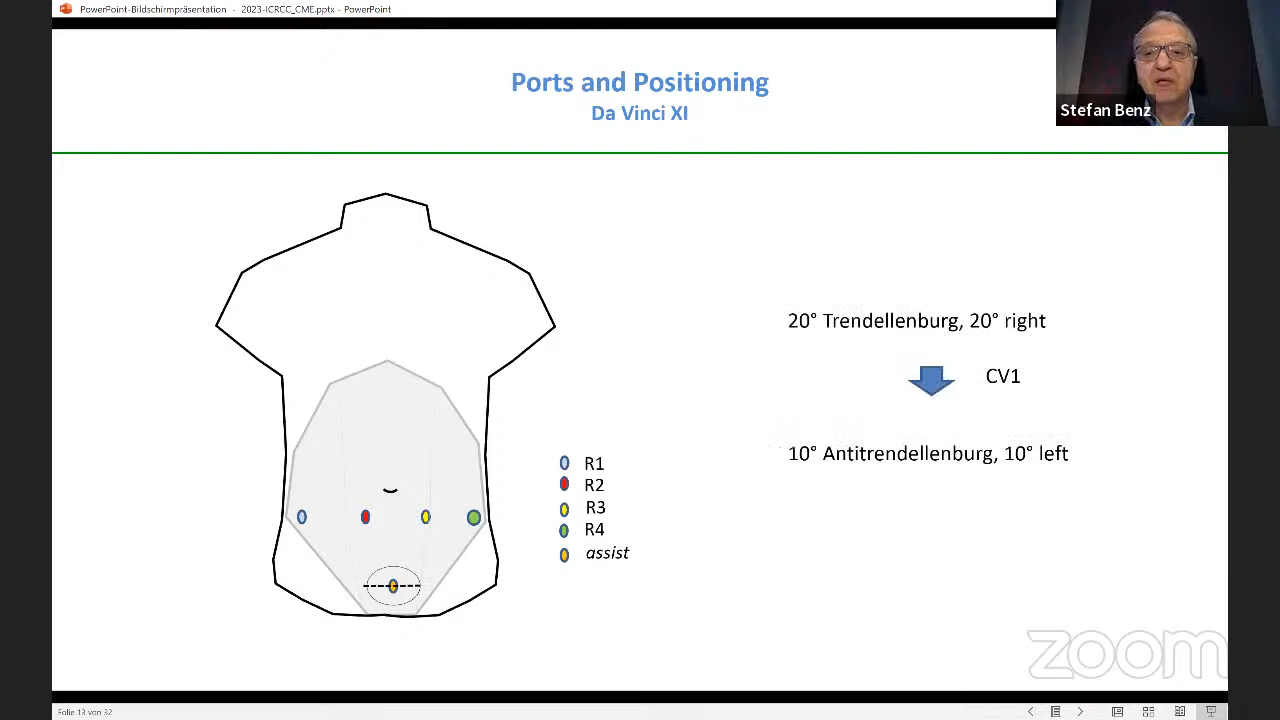 PowerPoint-Bildschirmpräsentation - 2023-ICRCC_CME.pptx - PowerPoint
Stefan Benz
Ports and Positioning
Da Vinci XI
20° Trendellenburg, 20° right
CV1
10° Antitrendellenburg, 10° left
R1
R2
R3
R4
assist
zoom
Folie 13 von 32